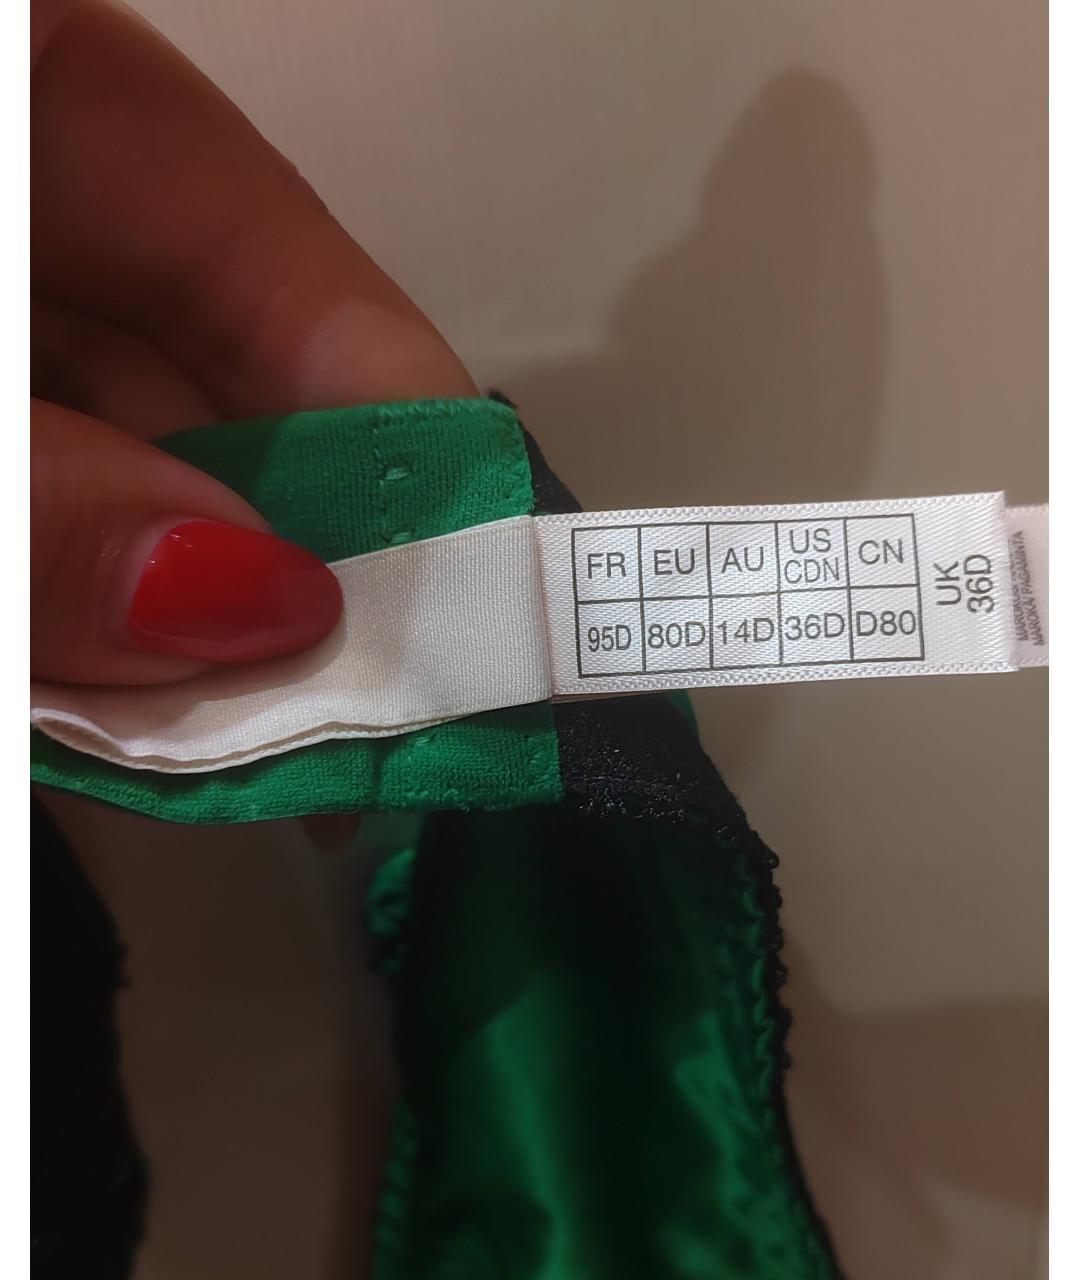 FR EU AU US CDN CN
95D 80D 14D 36D D80
UK
36D